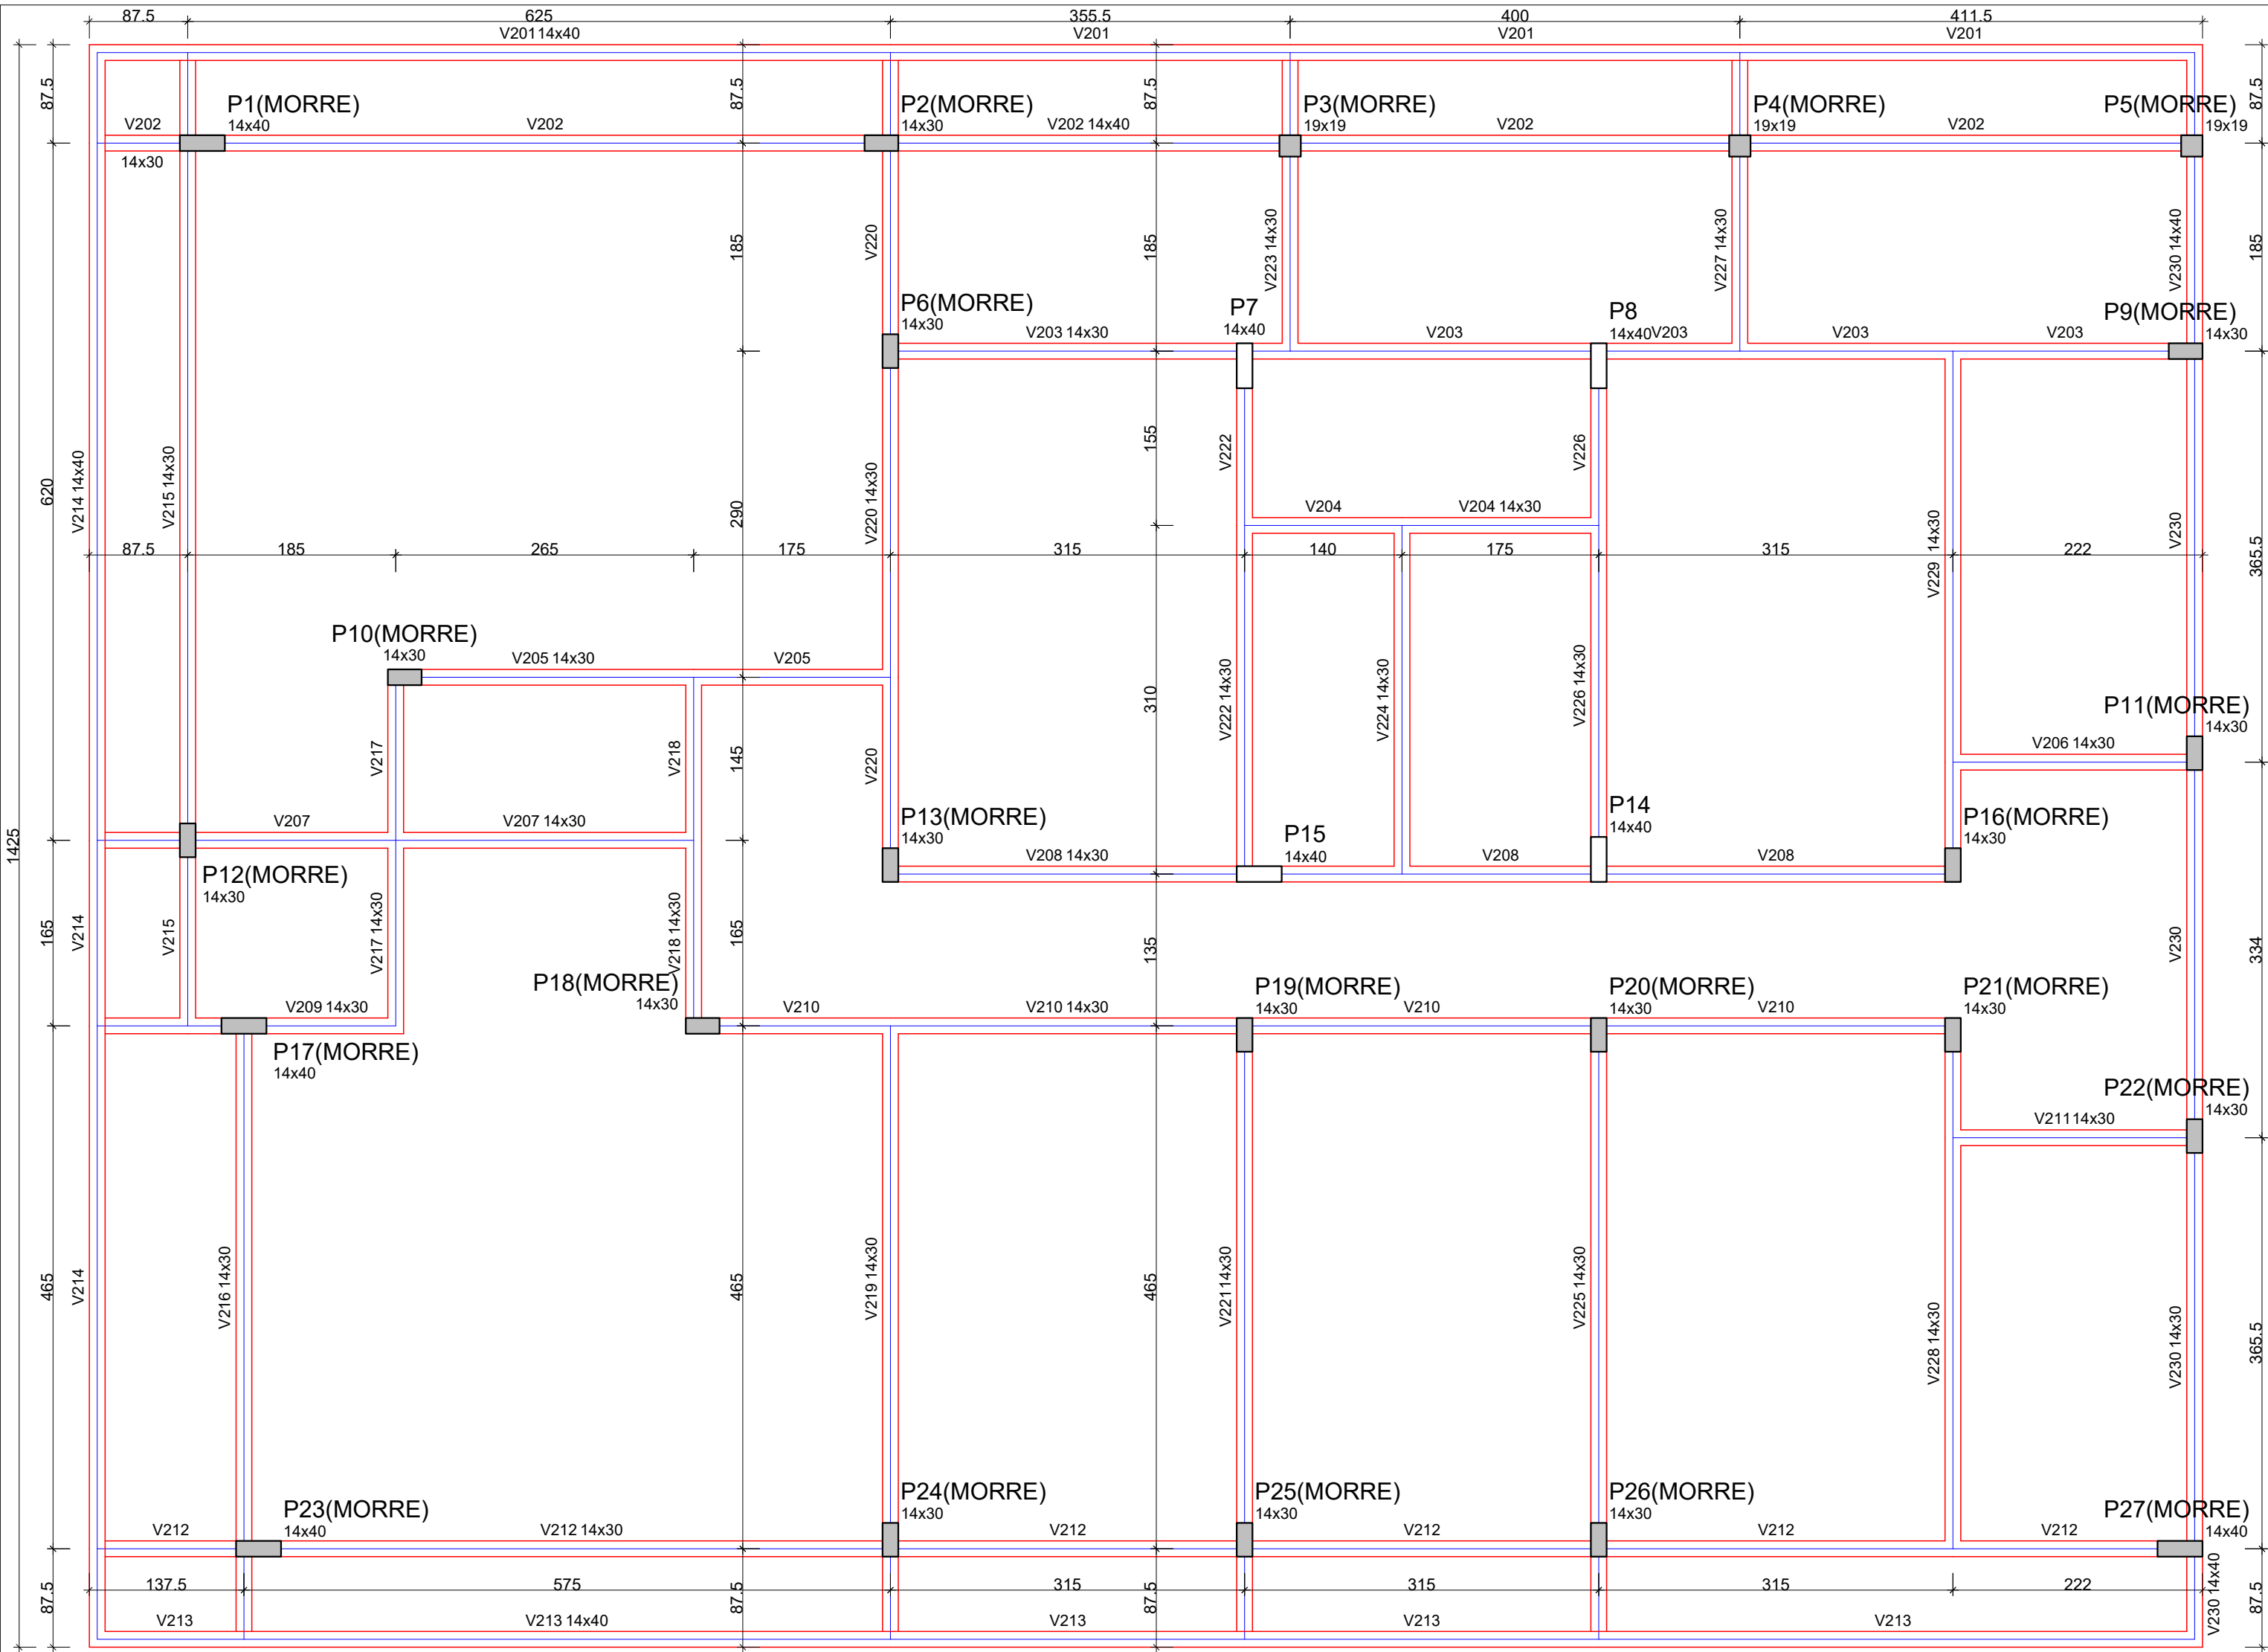 87.5 625 355.5 400 411.5
V201 14x40 V201 V201 V201
87.5 87.5 87.5 87.5
P1(MORRE) P2(MORRE) P3(MORRE) P4(MORRE) P5(MORRE)
V202 14x40 V202 14x30 V202 14x40 19x19 V202 19x19 V202 19x19
14x30
185 V220 185 V223 14x30 V227 14x30 V230 14x40 185
P6(MORRE) P7 P8 P9(MORRE)
14x30 V203 14x30 14x40 V203 14x40 V203 V203 V203 14x30
620 V214 14x40 V215 14x30 290 V220 14x30 155 V222 V226 V229 14x30 V230 365.5
V204 V204 14x30
87.5 185 265 175 315 140 175 315 222
P10(MORRE)
14x30 V205 14x30 V205
310 V222 14x30 V224 14x30 V226 14x30
P11(MORRE)
14x30
V206 14x30
V217 V218 145 V220
1425
V207 V207 14x30
P13(MORRE) P15 P14 P16(MORRE)
14x30 V208 14x30 14x40 V208 14x40 V208 14x30
P12(MORRE)
14x30
165 V214 V215 V217 14x30 V218 14x30 165 135 V230 334
P18(MORRE) P19(MORRE) P20(MORRE) P21(MORRE)
V209 14x30 14x30 V210 V210 14x30 14x30 V210 14x30 V210 14x30
P17(MORRE)
14x40
P22(MORRE)
14x30
V211 14x30
465 V214 V216 14x30 465 V219 14x30 465 V221 14x30 V225 14x30 V228 14x30 V230 14x30 365.5
P23(MORRE) P24(MORRE) P25(MORRE) P26(MORRE) P27(MORRE)
V212 14x40 V212 14x30 14x30 V212 14x30 V212 14x30 V212 V212 14x40
137.5 575 315 315 315 222
87.5 87.5 87.5 V230 14x40 87.5
V213 V213 14x40 V213 V213 V213